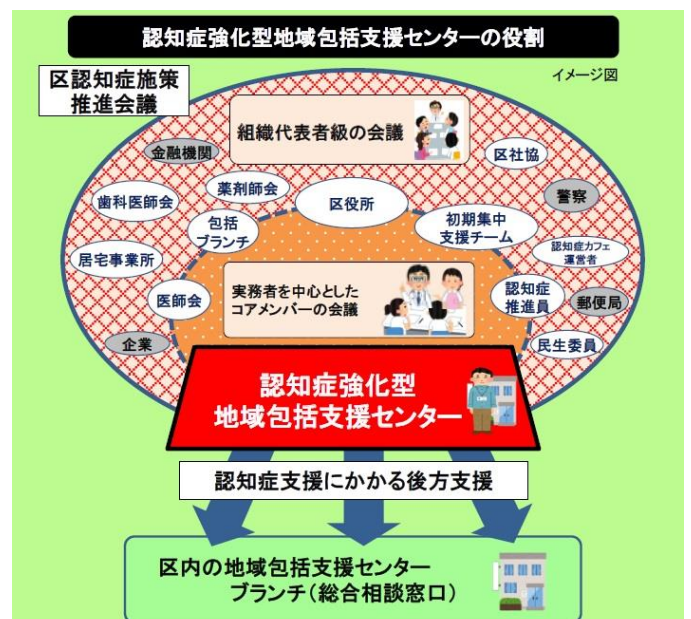 認知症強化型地域包括支援センターの役割
イメージ図
区認知症施策
推進会議
組織代表者級の会議
金融機関
区社協
薬剤師会
歯科医師会
区役所
警察
包括
ブランチ
初期集中
支援チーム
居宅事業所
認知症カフェ
運営者
医師会
実務者を中心とした
コアメンバーの会議
認知症
推進員
郵便局
企業
民生委員
認知症強化型
地域包括支援センター
認知症支援にかかる後方支援
区内の地域包括支援センター
ブランチ(総合相談窓口)